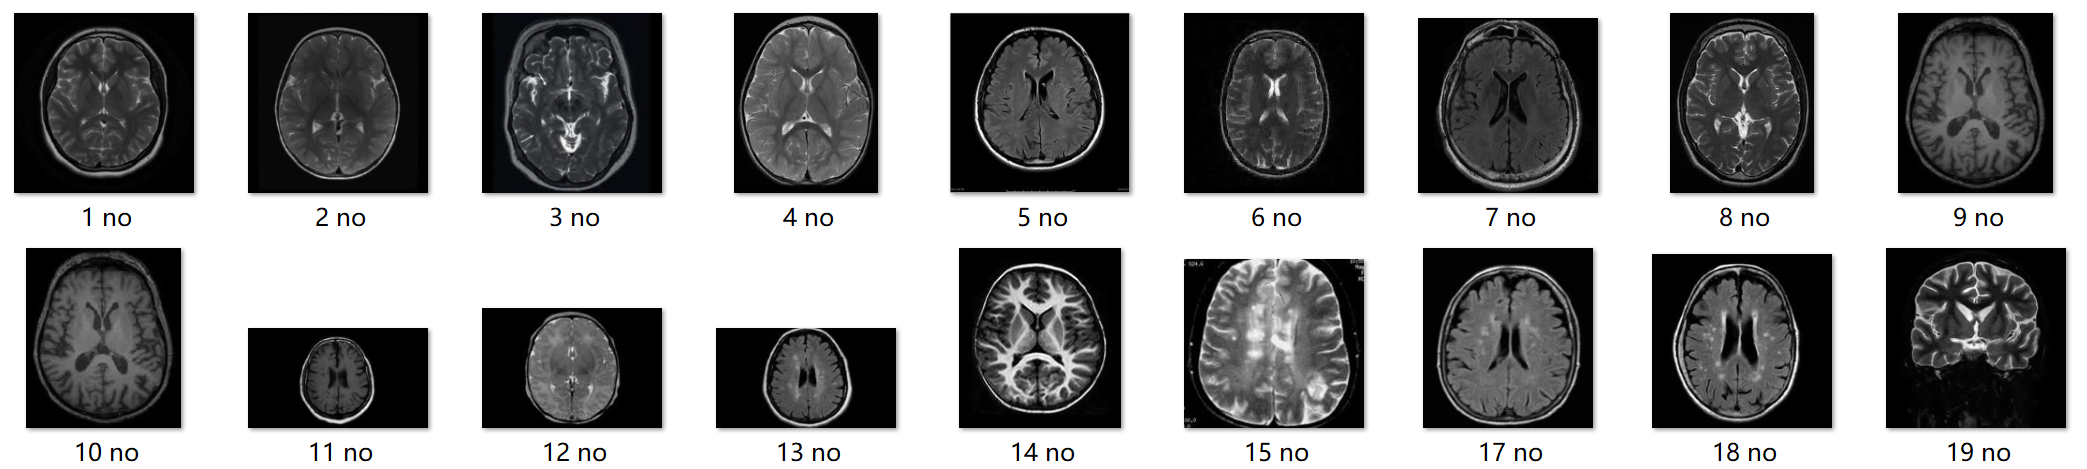 1 no
2 no
3 no
4 no
5 no
6 no
7 no
8 no
9 no
10 no
11 no
12 no
13 no
14 no
15 no
17 no
18 no
19 no